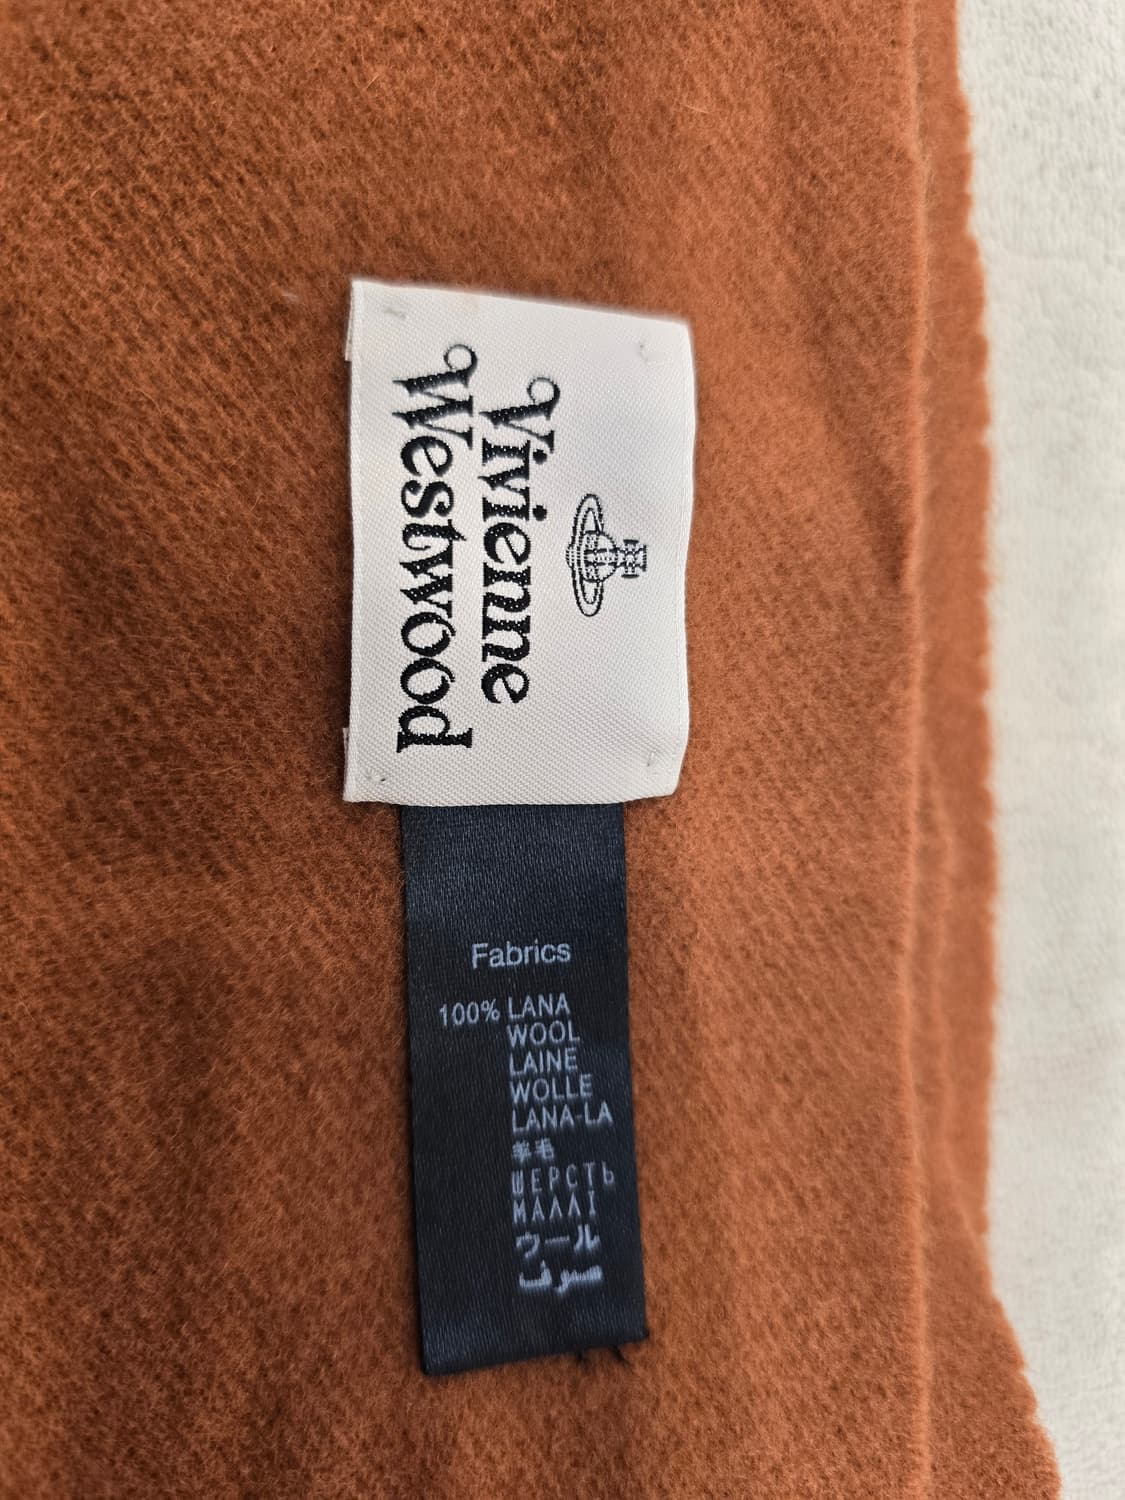 Vivienne
Westwood
Fabrics
100% LANA
WOOL
LAINE
WOLLE
LANA-LA
羊毛
ШЕРСТЬ
ΜΑΛΛΙ
ウール
صوف